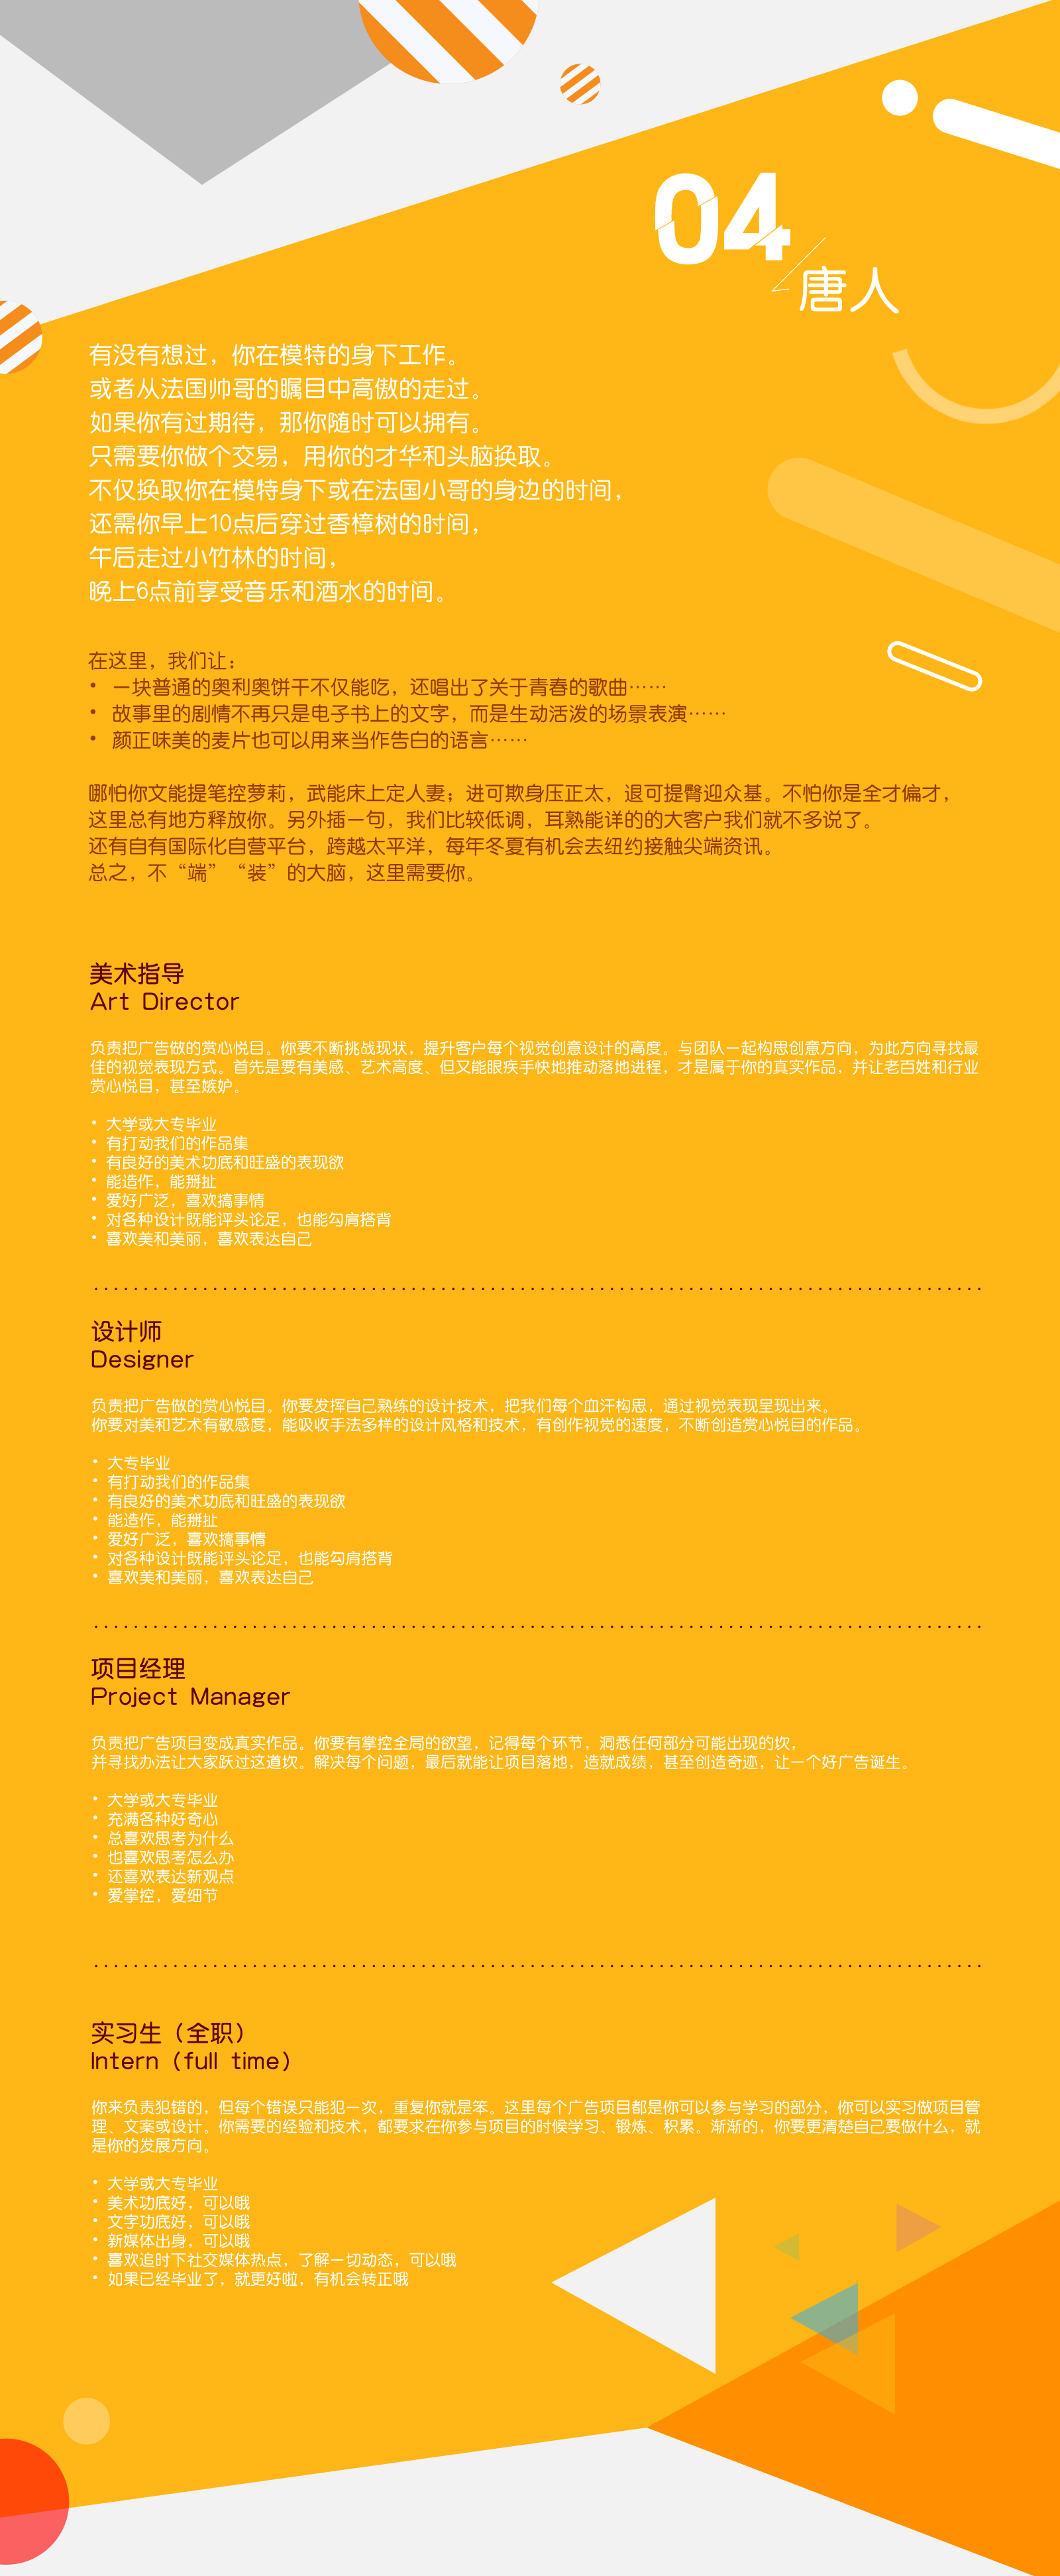 04
唐人
有没有想过，你在模特的身下工作。
或者从法国帅哥的瞩目中高傲的走过。
如果你有过期待，那你随时可以拥有。
只需要你做个交易，用你的才华和头脑换取。
不仅换取你在模特身下或在法国小哥的身边的时间，
还需你早上10点后穿过香樟树的时间，
午后走过小竹林的时间，
晚上6点前享受音乐和酒水的时间。
在这里，我们让：
• 一块普通的奥利奥饼干不仅能吃，还唱出了关于青春的歌曲……
• 故事里的剧情不再只是电子书上的文字，而是生动活泼的场景表演……
• 颜正味美的麦片也可以用来当作告白的语言……
哪怕你文能提笔控萝莉，武能床上定人妻；进可欺身压正太，退可提臀迎众基。不怕你是全才偏才，
这里总有地方释放你。另外插一句，我们比较低调，耳熟能详的的大客户我们就不多说了。
还有自有国际化自营平台，跨越太平洋，每年冬夏有机会去纽约接触尖端资讯。
总之，不“端”“装”的大脑，这里需要你。
美术指导
Art Director
负责把广告做的赏心悦目。你要不断挑战现状，提升客户每个视觉创意设计的高度。与团队一起构思创意方向，为此方向寻找最
佳的视觉表现方式。首先是要有美感、艺术高度、但又能眼疾手快地推动落地进程，才是属于你的真实作品，并让老百姓和行业
赏心悦目，甚至嫉妒。
• 大学或大专毕业
• 有打动我们的作品集
• 有良好的美术功底和旺盛的表现欲
• 能造作，能掰扯
• 爱好广泛，喜欢搞事情
• 对各种设计既能评头论足，也能勾肩搭背
• 喜欢美和美丽，喜欢表达自己
设计师
Designer
负责把广告做的赏心悦目。你要发挥自己熟练的设计技术，把我们每个血汗构思，通过视觉表现呈现出来。
你要对美和艺术有敏感度，能吸收手法多样的设计风格和技术，有创作视觉的速度，不断创造赏心悦目的作品。
• 大专毕业
• 有打动我们的作品集
• 有良好的美术功底和旺盛的表现欲
• 能造作，能掰扯
• 爱好广泛，喜欢搞事情
• 对各种设计既能评头论足，也能勾肩搭背
• 喜欢美和美丽，喜欢表达自己
项目经理
Project Manager
负责把广告项目变成真实作品。你要有掌控全局的欲望，记得每个环节，洞悉任何部分可能出现的坎，
并寻找办法让大家跃过这道坎。解决每个问题，最后就能让项目落地，造就成绩，甚至创造奇迹，让一个好广告诞生。
• 大学或大专毕业
• 充满各种好奇心
• 总喜欢思考为什么
• 也喜欢思考怎么办
• 还喜欢表达新观点
• 爱掌控，爱细节
实习生（全职）
Intern (full time)
你来负责犯错的，但每个错误只能犯一次，重复你就是笨。这里每个广告项目都是你可以参与学习的部分，你可以实习做项目管
理、文案或设计。你需要的经验和技术，都要求在你参与项目的时候学习、锻炼、积累。渐渐的，你要更清楚自己要做什么，就
是你的发展方向。
• 大学或大专毕业
• 美术功底好，可以哦
• 文字功底好，可以哦
• 新媒体出身，可以哦
• 喜欢追时下社交媒体热点，了解一切动态，可以哦
• 如果已经毕业了，就更好啦，有机会转正哦